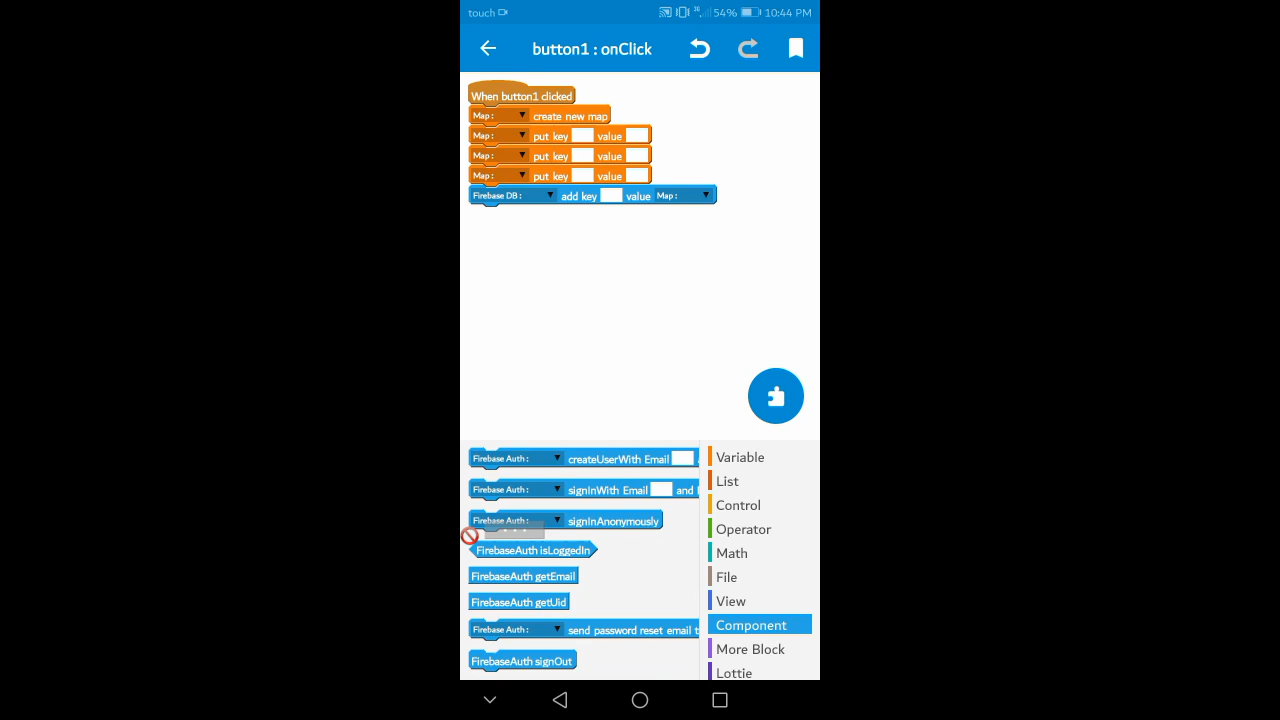 touch 3G 54% 10:44 PM
button1 : onClick
When button1 clicked
Map : create new map
Map : put key value
Map : put key value
Map : put key value
Firebase DB : add key value Map :
Firebase Auth : createUserWith Email
Firebase Auth : signInWith Email and
Firebase Auth : signInAnonymously
FirebaseAuth isLoggedIn
FirebaseAuth getEmail
FirebaseAuth getUid
Firebase Auth : send password reset email t
FirebaseAuth signOut
Variable
List
Control
Operator
Math
File
View
Component
More Block
Lottie